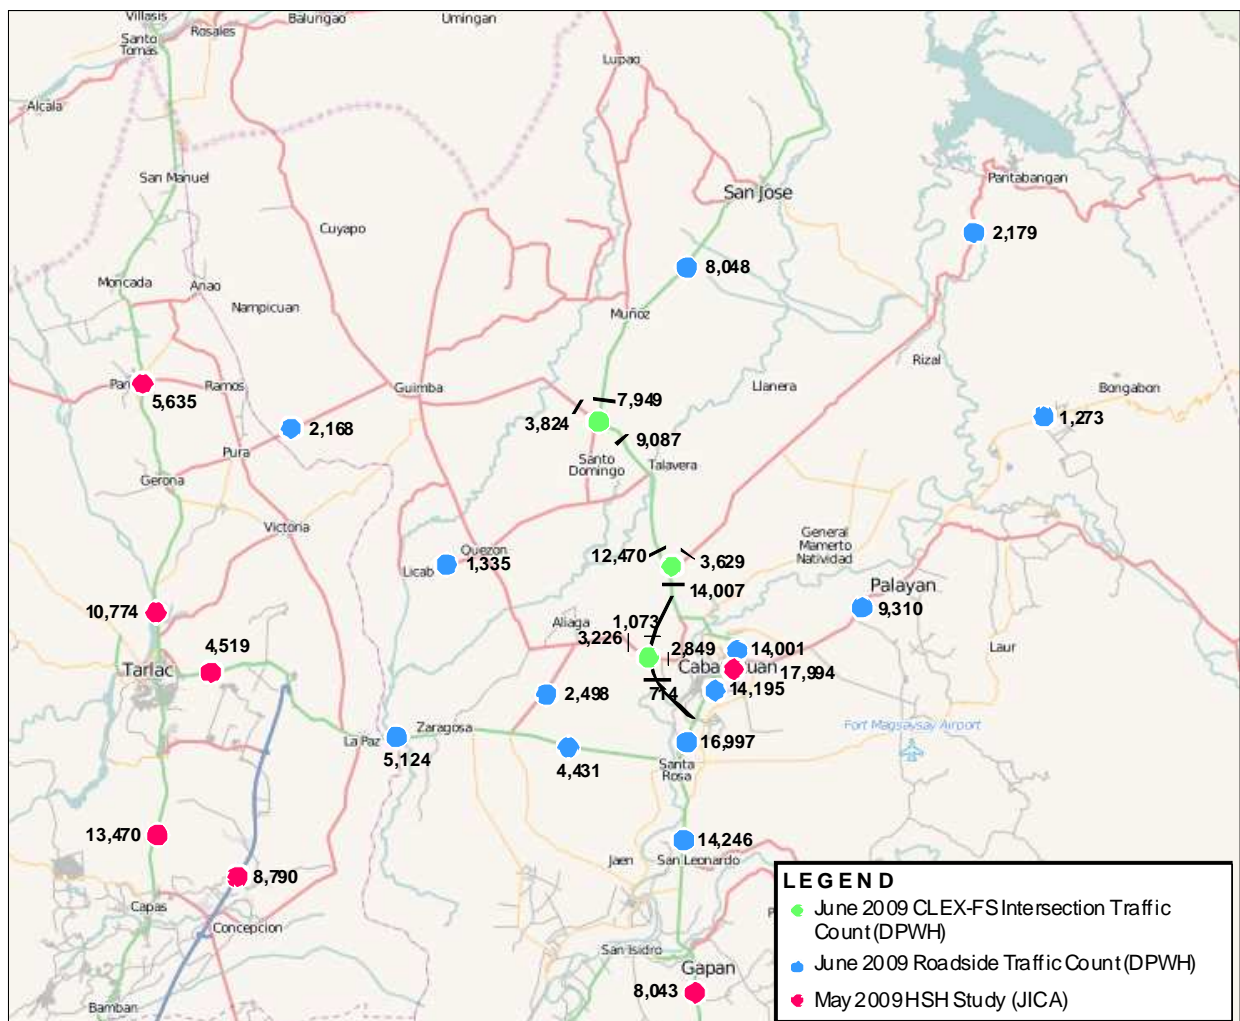 Villasis
Balungao
Umingan
Rosales
Santo
Tomas
Lupao
Alcala
San Manuel
Pantabangan
San Jose
Cuyapo
2,179
8,048
Moncada
Anao
Nampicuan
Muñoz
Rizal
Ramos
Guimba
Llanera
Bongabon
5,635
7,949
3,824
1,273
2,168
9,087
Pura
Santo
Domingo
Talavera
Gerona
Victoria
General
Mamerto
Natividad
Quezon
12,470
3,629
1,335
Licab
14,007
Palayan
10,774
9,310
Aliaga
1,073
3,226
4,519
2,849
14,001
Laur
Tarlac
17,994
714
14,195
2,498
Zaragosa
Fort Magsaysay Airport
La Paz
16,997
5,124
4,431
Santa
Rosa
13,470
14,246
Jaen
San Leonardo
8,790
LEGEND
June 2009 CLEX-FS Intersection Traffic
Count (DPWH)
June 2009 Roadside Traffic Count (DPWH)
May 2009 HSH Study (JICA)
Capas
Concepcion
San Isidro
Gapan
8,043
Bamban